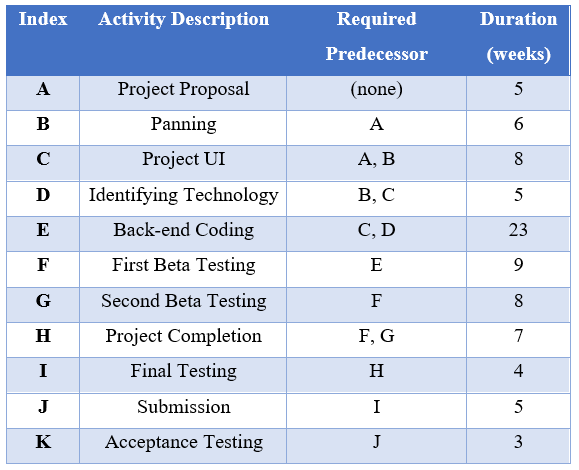 Index Activity Description Required Predecessor Duration (weeks)
A Project Proposal (none) 5
B Panning A 6
C Project UI A, B 8
D Identifying Technology B, C 5
E Back-end Coding C, D 23
F First Beta Testing E 9
G Second Beta Testing F 8
H Project Completion F, G 7
I Final Testing H 4
J Submission I 5
K Acceptance Testing J 3